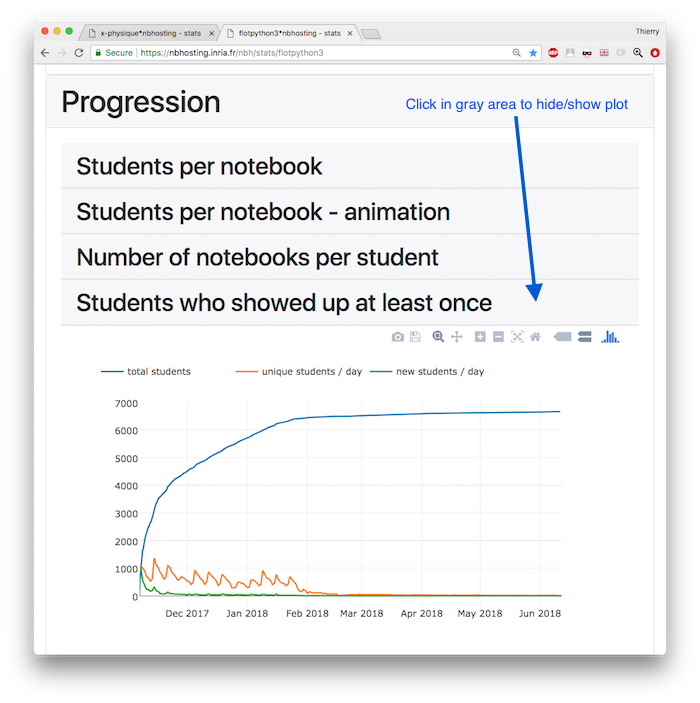 x-physique*nbhosting - stats
flotpython3*nbhosting - stats
Thierry
Secure | https://nbhosting.inria.fr/nbh/stats/flotpython3
ABP
Progression
Click in gray area to hide/show plot
Students per notebook
Students per notebook - animation
Number of notebooks per student
Students who showed up at least once
total students
unique students / day
new students / day
7000
6000
5000
4000
3000
2000
1000
0
Dec 2017
Jan 2018
Feb 2018
Mar 2018
Apr 2018
May 2018
Jun 2018